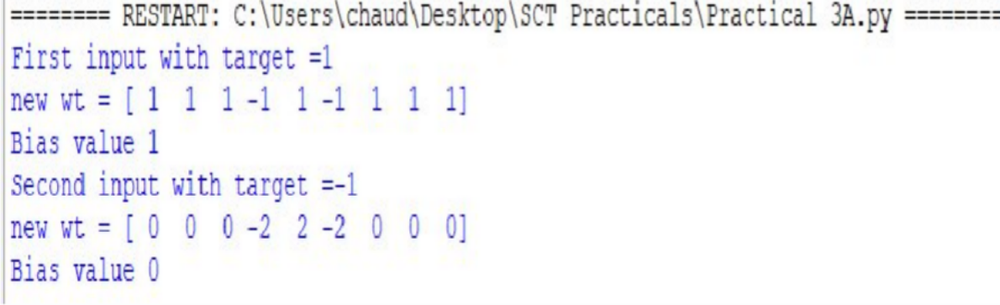 ======== RESTART: C:\Users\chaud\Desktop\SCT Practicals\Practical 3A.py ========
First input with target =1
new wt = [ 1  1  1 -1  1 -1  1  1  1]
Bias value 1
Second input with target =-1
new wt = [ 0  0  0 -2  2 -2  0  0  0]
Bias value 0